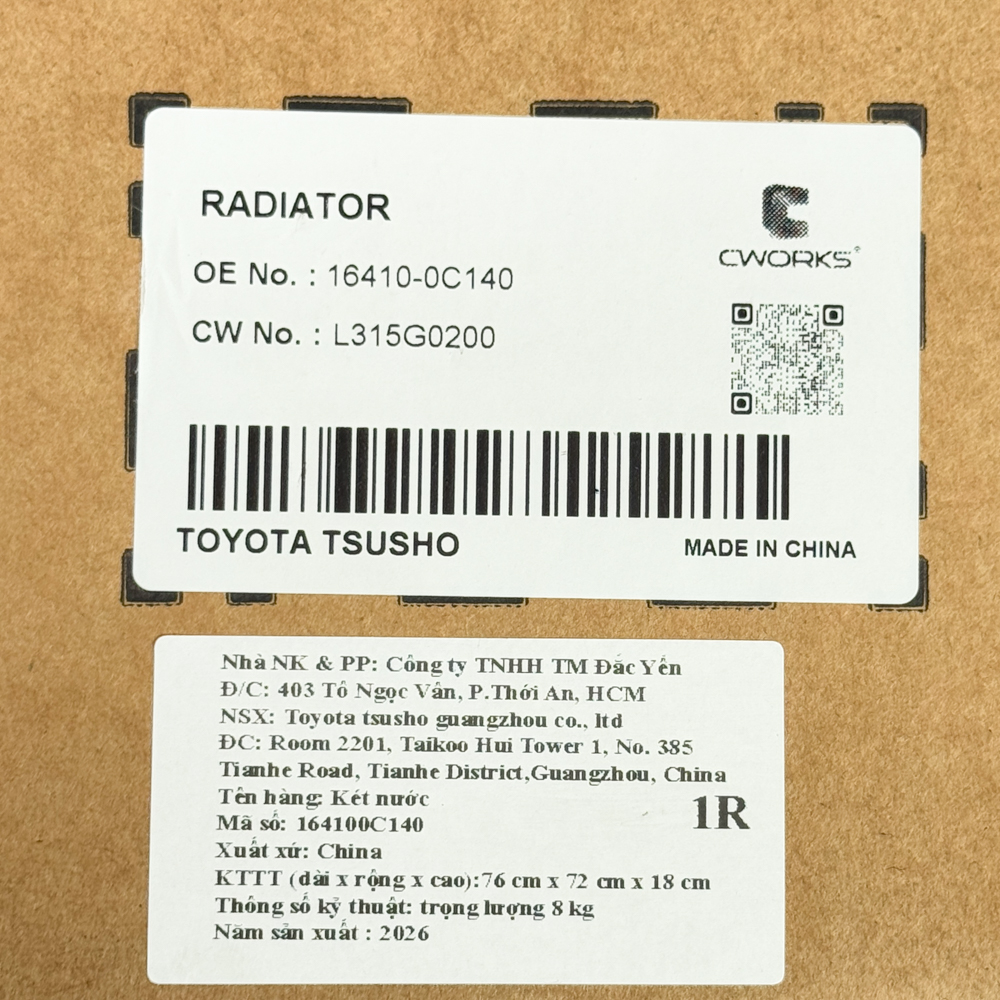 RADIATOR
CWORKS®
OE No. : 16410-0C140
CW No. : L315G0200
TOYOTA TSUSHO
MADE IN CHINA
Nhà NK & PP: Công ty TNHH TM Đắc Yến
Đ/C: 403 Tô Ngọc Vân, P.Thới An, HCM
NSX: Toyota tsusho guangzhou co., ltd
ĐC: Room 2201, Taikoo Hui Tower 1, No. 385
Tianhe Road, Tianhe District,Guangzhou, China
Tên hàng: Két nước
Mã số: 164100C140
1R
Xuất xứ: China
KTTT (dài x rộng x cao):76 cm x 72 cm x 18 cm
Thông số kỹ thuật: trọng lượng 8 kg
Năm sản xuất : 2026